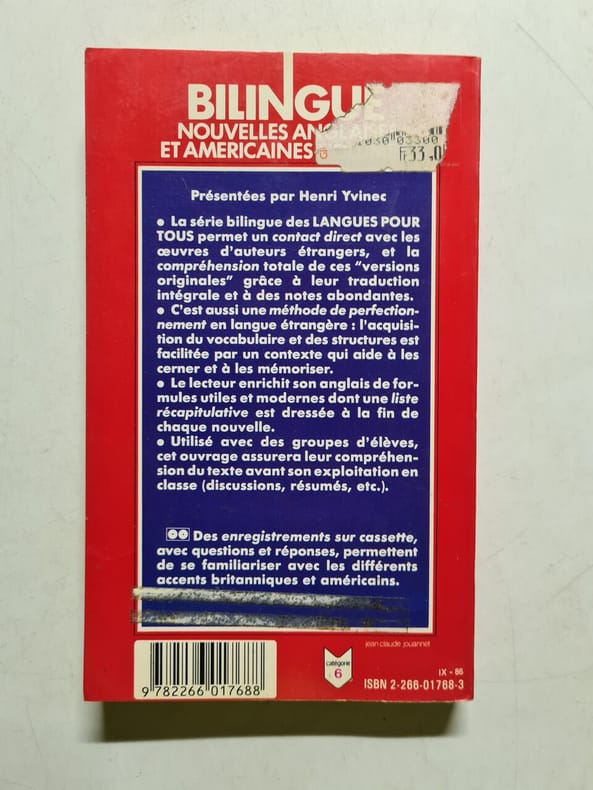 BILINGUE
NOUVELLES ANGLAISES
ET AMERICAINES
Fr33,0
Présentées par Henri Yvinec
• La série bilingue des LANGUES POUR
TOUS permet un contact direct avec les
œuvres d'auteurs étrangers, et la
compréhension totale de ces "versions
originales" grâce à leur traduction
intégrale et à des notes abondantes.
• C'est aussi une méthode de perfection-
nement en langue étrangère : l'acquisi-
tion du vocabulaire et des structures est
facilitée par un contexte qui aide à les
cerner et à les mémoriser.
• Le lecteur enrichit son anglais de for-
mules utiles et modernes dont une liste
récapitulative est dressée à la fin de
chaque nouvelle.
• Utilisé avec des groupes d'élèves,
cet ouvrage assurera leur compréhen-
sion du texte avant son exploitation en
classe (discussions, résumés, etc.).
Des enregistrements sur cassette,
avec questions et réponses, permettent
de se familiariser avec les différents
accents britanniques et américains.
jean claude jouannet
catégorie
6
IX - 86
ISBN 2-266-01768-3
9 782266 017688